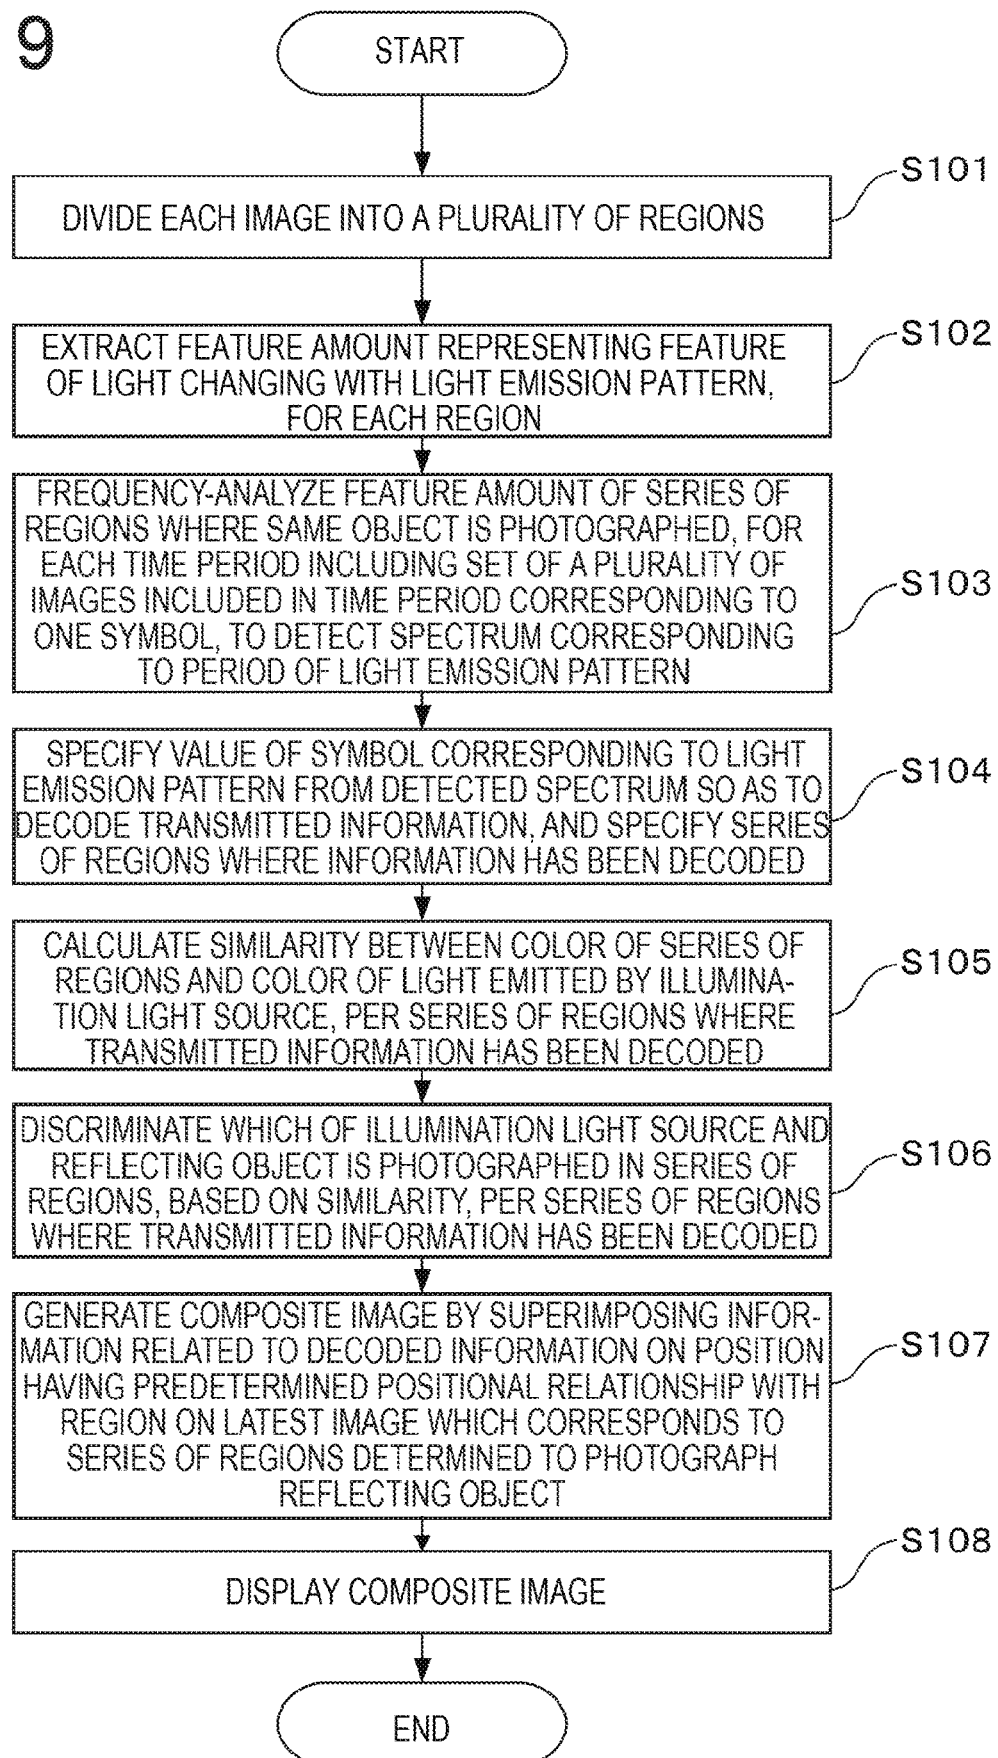 9
START
S101
DIVIDE EACH IMAGE INTO A PLURALITY OF REGIONS
S102
EXTRACT FEATURE AMOUNT REPRESENTING FEATURE
OF LIGHT CHANGING WITH LIGHT EMISSION PATTERN,
FOR EACH REGION
FREQUENCY-ANALYZE FEATURE AMOUNT OF SERIES OF
REGIONS WHERE SAME OBJECT IS PHOTOGRAPHED, FOR
EACH TIME PERIOD INCLUDING SET OF A PLURALITY OF
IMAGES INCLUDED IN TIME PERIOD CORRESPONDING TO
ONE SYMBOL, TO DETECT SPECTRUM CORRESPONDING
TO PERIOD OF LIGHT EMISSION PATTERN
S103
SPECIFY VALUE OF SYMBOL CORRESPONDING TO LIGHT
EMISSION PATTERN FROM DETECTED SPECTRUM SO AS TO
DECODE TRANSMITTED INFORMATION, AND SPECIFY SERIES
OF REGIONS WHERE INFORMATION HAS BEEN DECODED
S104
CALCULATE SIMILARITY BETWEEN COLOR OF SERIES OF
REGIONS AND COLOR OF LIGHT EMITTED BY ILLUMINA-
TION LIGHT SOURCE, PER SERIES OF REGIONS WHERE
TRANSMITTED INFORMATION HAS BEEN DECODED
S105
DISCRIMINATE WHICH OF ILLUMINATION LIGHT SOURCE AND
REFLECTING OBJECT IS PHOTOGRAPHED IN SERIES OF
REGIONS, BASED ON SIMILARITY, PER SERIES OF REGIONS
WHERE TRANSMITTED INFORMATION HAS BEEN DECODED
S106
GENERATE COMPOSITE IMAGE BY SUPERIMPOSING INFOR-
MATION RELATED TO DECODED INFORMATION ON POSITION
HAVING PREDETERMINED POSITIONAL RELATIONSHIP WITH
REGION ON LATEST IMAGE WHICH CORRESPONDS TO
SERIES OF REGIONS DETERMINED TO PHOTOGRAPH
REFLECTING OBJECT
S107
S108
DISPLAY COMPOSITE IMAGE
END